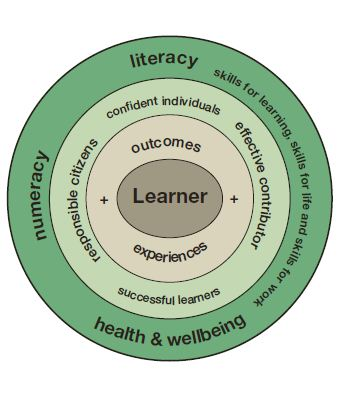 literacy
skills for learning, skills for life and skills for work
numeracy
health & wellbeing
confident individuals
effective contributor
responsible citizens
successful learners
outcomes
+ Learner +
experiences